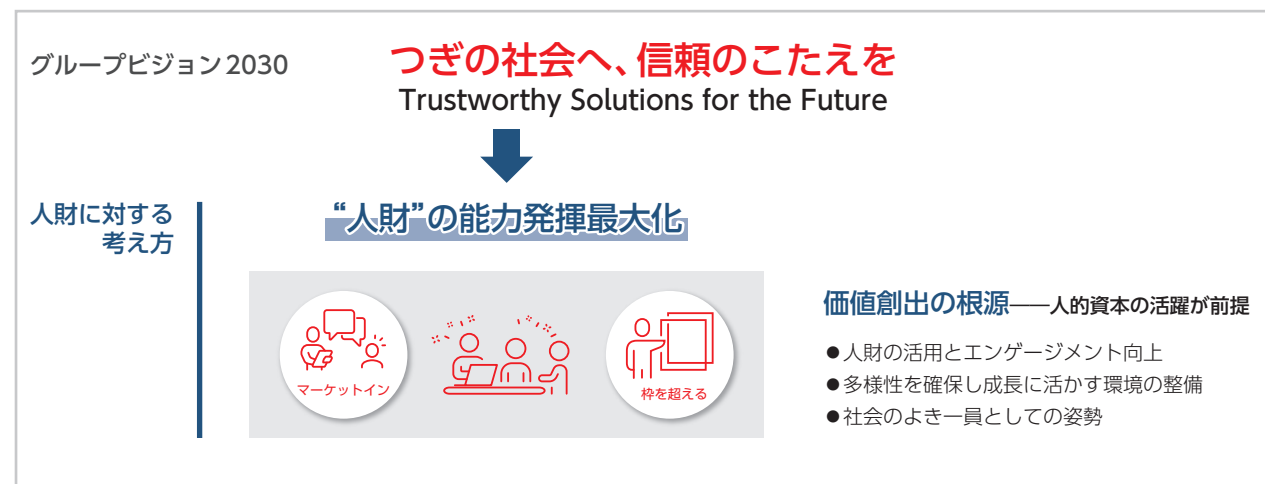 グループビジョン2030
つぎの社会へ、信頼のこたえを
Trustworthy Solutions for the Future
人財に対する
考え方
“人財”の能力発揮最大化
マーケットイン
枠を超える
価値創出の根源――人的資本の活躍が前提
●人財の活用とエンゲージメント向上
●多様性を確保し成長に活かす環境の整備
●社会のよき一員としての姿勢